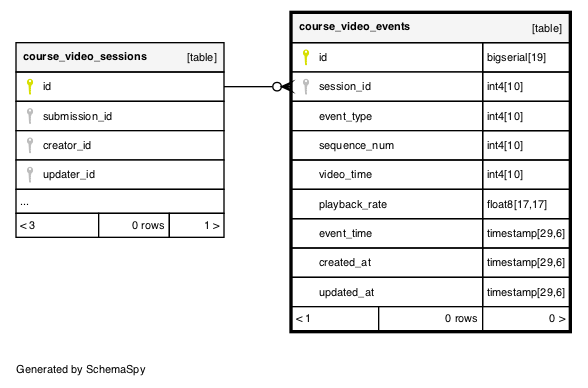 course_video_sessions [table]
id
submission_id
creator_id
updater_id
...
< 3 0 rows 1 >
course_video_events [table]
id bigserial[19]
session_id int4[10]
event_type int4[10]
sequence_num int4[10]
video_time int4[10]
playback_rate float8[17,17]
event_time timestamp[29,6]
created_at timestamp[29,6]
updated_at timestamp[29,6]
< 1 0 rows 0 >
Generated by SchemaSpy